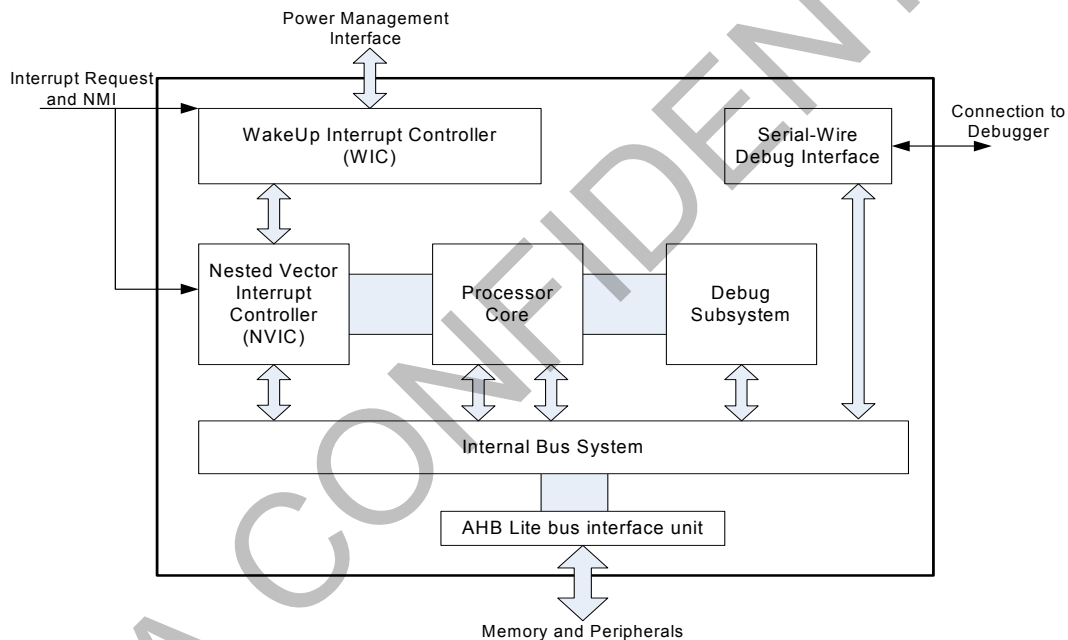 Power Management
Interface
Interrupt Request
and NMI
WakeUp Interrupt Controller
(WIC)
Serial-Wire
Debug Interface
Connection to
Debugger
Nested Vector
Interrupt
Controller
(NVIC)
Processor
Core
Debug
Subsystem
Internal Bus System
AHB Lite bus interface unit
Memory and Peripherals
A CONFIDENT